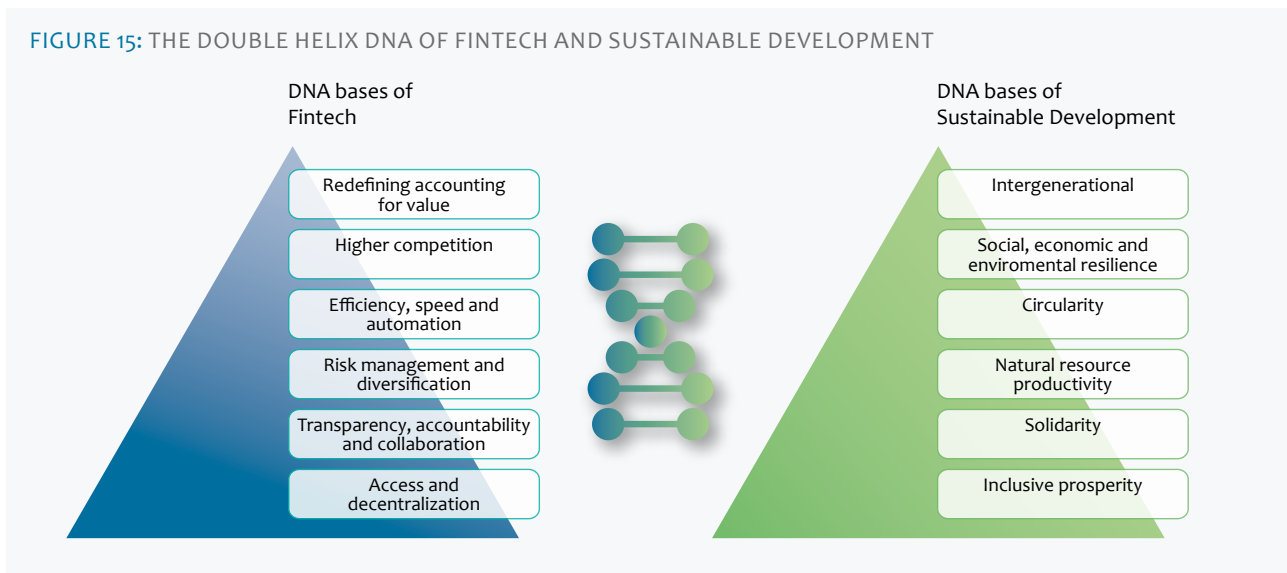 FIGURE 15: THE DOUBLE HELIX DNA OF FINTECH AND SUSTAINABLE DEVELOPMENT
DNA bases of
Fintech
Redefining accounting
for value
Higher competition
Efficiency, speed and
automation
Risk management and
diversification
Transparency, accountability
and collaboration
Access and
decentralization
DNA bases of
Sustainable Development
Intergenerational
Social, economic and
enviromental resilience
Circularity
Natural resource
productivity
Solidarity
Inclusive prosperity